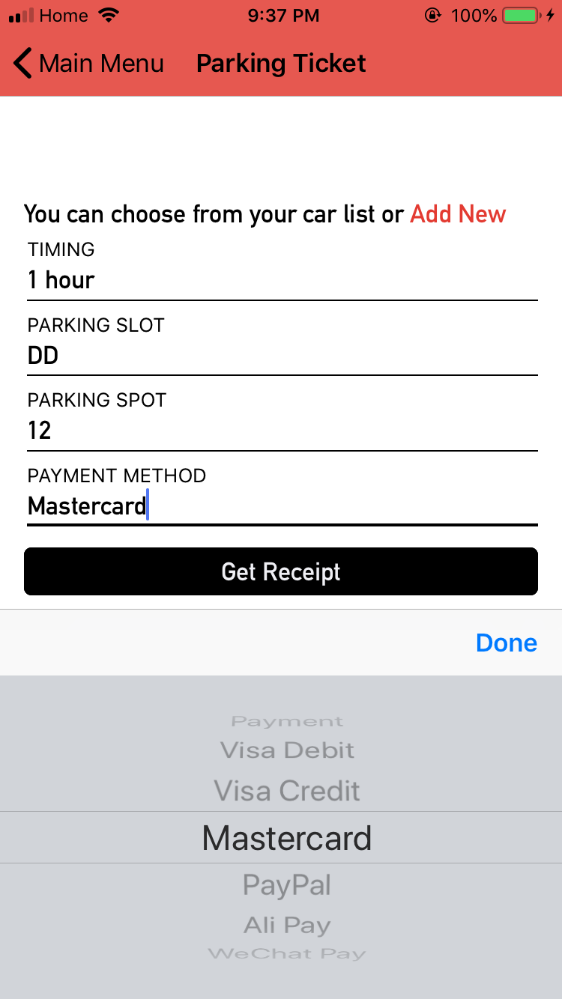 Home 9:37 PM 100%
Main Menu Parking Ticket
You can choose from your car list or Add New
TIMING
1 hour
PARKING SLOT
DD
PARKING SPOT
12
PAYMENT METHOD
Mastercard
Get Receipt
Done
Payment
Visa Debit
Visa Credit
Mastercard
PayPal
Ali Pay
WeChat Pay